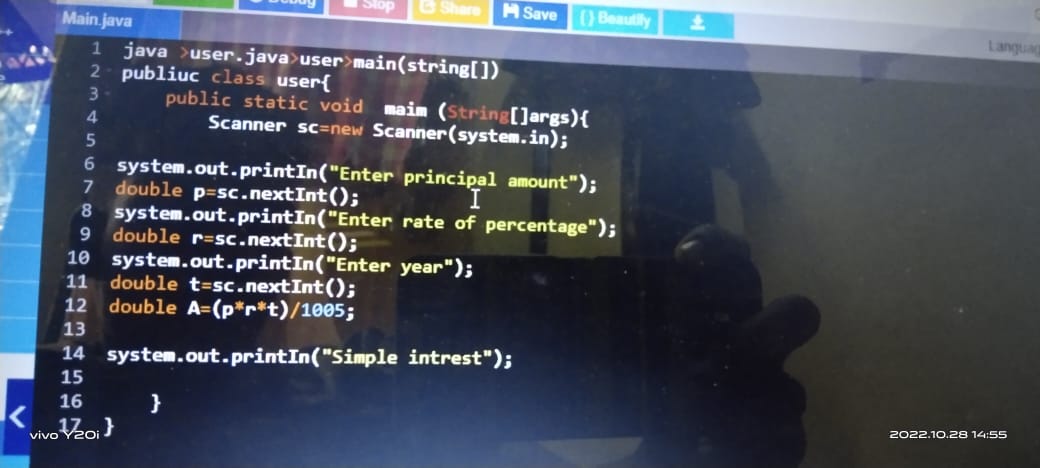 Debug
Stop
Share
Save
{ } Beautify
Main.java
Languag
1 java >user.java>user>main(string[])
2 publiuc class user{
3 public static void maim (String[]args){
4 Scanner sc=new Scanner(system.in);
5
6 system.out.printIn("Enter principal amount");
7 double p=sc.nextInt();
8 system.out.printIn("Enter rate of percentage");
9 double r=sc.nextInt();
10 system.out.printIn("Enter year");
11 double t=sc.nextInt();
12 double A=(p*r*t)/1005;
13
14 system.out.printIn("Simple intrest");
15
16 }
17 }
vivo Y20i
2022.10.28 14:55